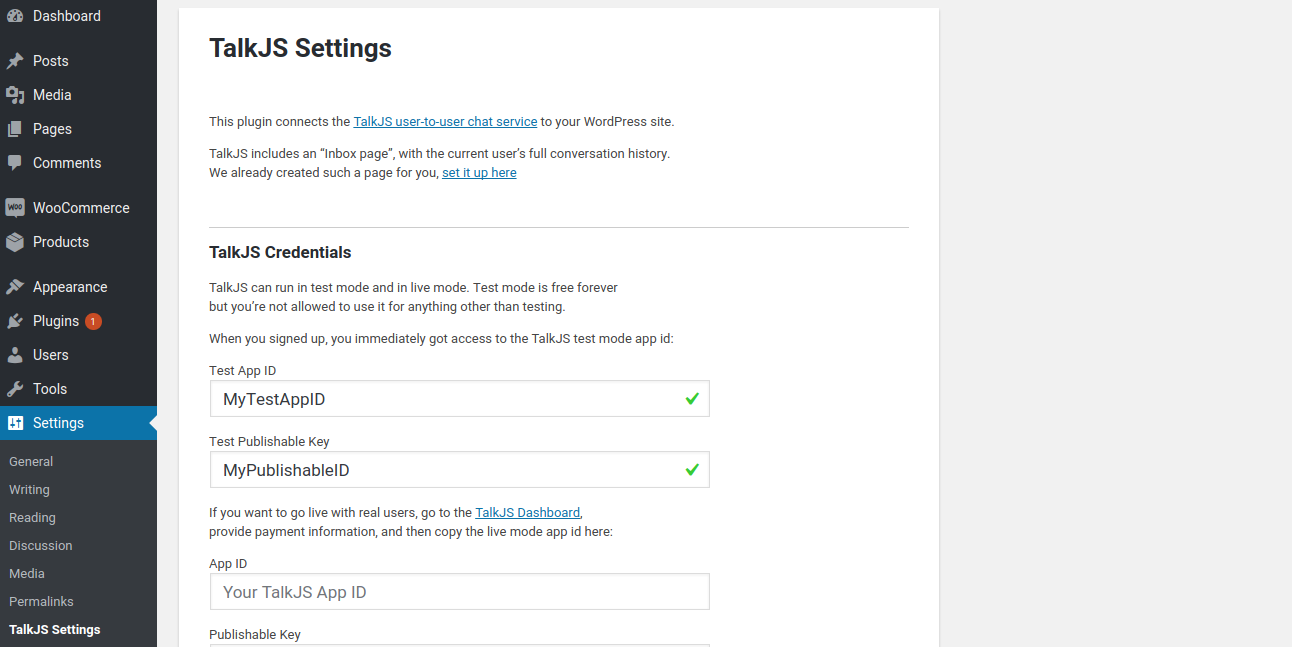 Dashboard
Posts
Media
Pages
Comments
WOO WooCommerce
Products
Appearance
Plugins 1
Users
Tools
Settings
General
Writing
Reading
Discussion
Media
Permalinks
TalkJS Settings
TalkJS Settings
This plugin connects the TalkJS user-to-user chat service to your WordPress site.
TalkJS includes an “Inbox page”, with the current user’s full conversation history.
We already created such a page for you, set it up here
TalkJS Credentials
TalkJS can run in test mode and in live mode. Test mode is free forever
but you’re not allowed to use it for anything other than testing.
When you signed up, you immediately got access to the TalkJS test mode app id:
Test App ID
MyTestAppID
Test Publishable Key
MyPublishableID
If you want to go live with real users, go to the TalkJS Dashboard,
provide payment information, and then copy the live mode app id here:
App ID
Your TalkJS App ID
Publishable Key